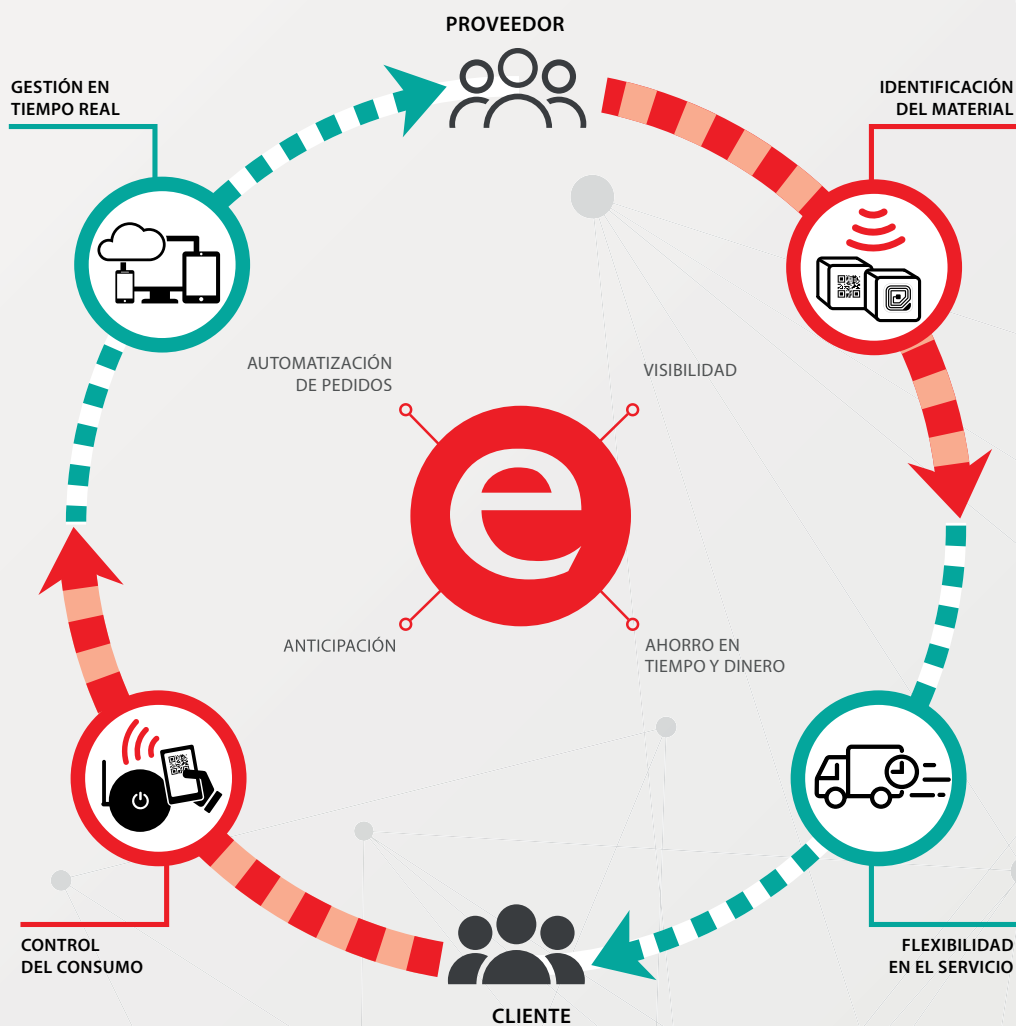 PROVEEDOR
GESTIÓN EN
TIEMPO REAL
IDENTIFICACIÓN
DEL MATERIAL
AUTOMATIZACIÓN
DE PEDIDOS
VISIBILIDAD
e
ANTICIPACIÓN
AHORRO EN
TIEMPO Y DINERO
CONTROL
DEL CONSUMO
FLEXIBILIDAD
EN EL SERVICIO
CLIENTE